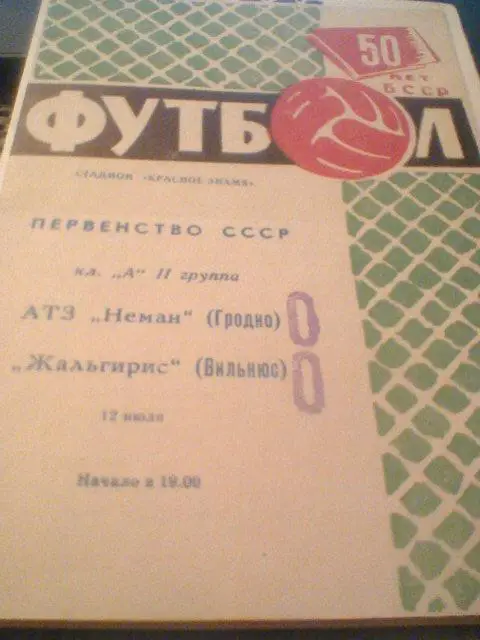 50
ЛЕТ
БССР
ФУТБОЛ
СТАДИОН «КРАСНОЕ ЗНАМЯ»
ПЕРВЕНСТВО СССР
кл. „А" II группа
АТЗ „Неман" (Гродно) 0
„Жальгирис" (Вильнюс) 0
12 июля
Начало в 19.00